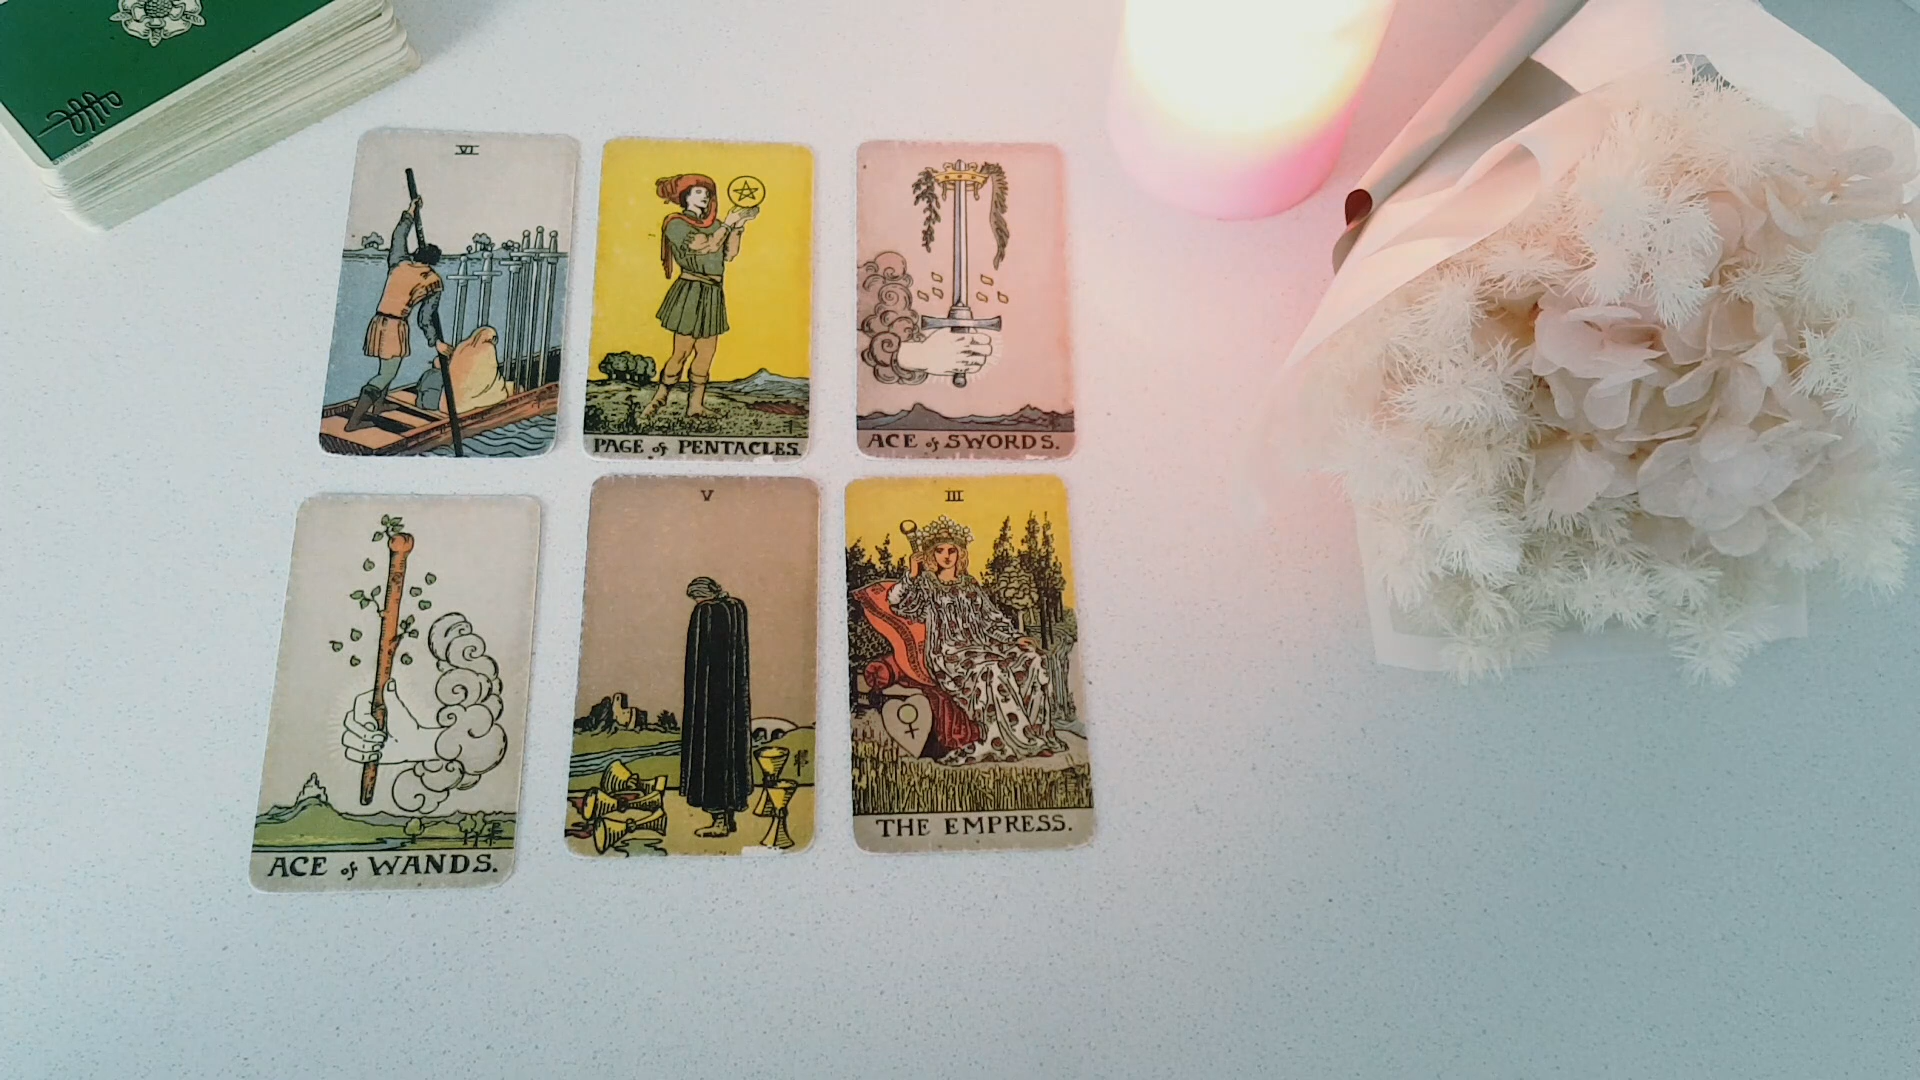 VI
PAGE of PENTACLES.
ACE of SWORDS.
ACE of WANDS.
V
III
THE EMPRESS.